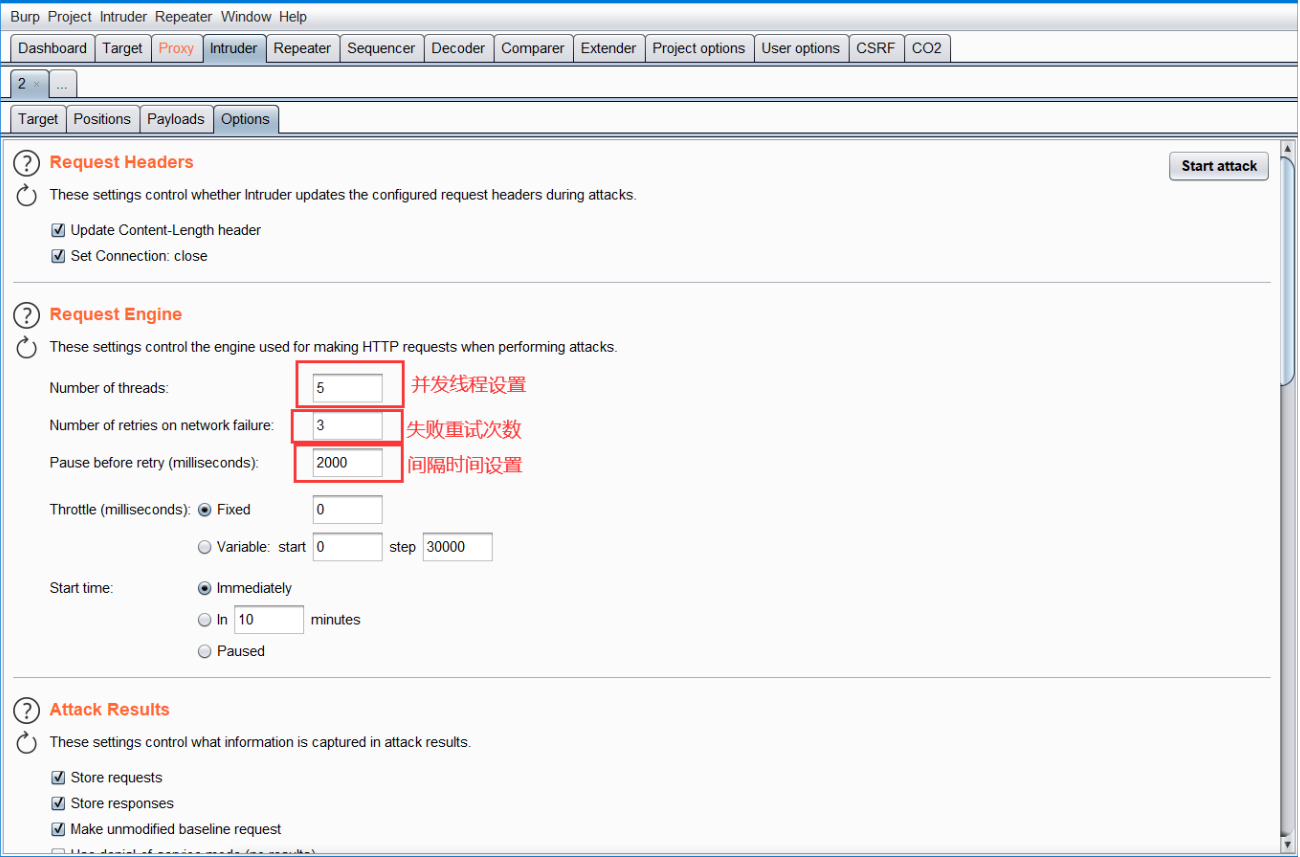 Burp Project Intruder Repeater Window Help
Dashboard Target Proxy Intruder Repeater Sequencer Decoder Comparer Extender Project options User options CSRF CO2
2 × ...
Target Positions Payloads Options
? Request Headers
Start attack
These settings control whether Intruder updates the configured request headers during attacks.
Update Content-Length header
Set Connection: close
? Request Engine
These settings control the engine used for making HTTP requests when performing attacks.
Number of threads: 5 并发线程设置
Number of retries on network failure: 3 失败重试次数
Pause before retry (milliseconds): 2000 间隔时间设置
Throttle (milliseconds): Fixed 0
Variable: start 0 step 30000
Start time: Immediately
In 10 minutes
Paused
? Attack Results
These settings control what information is captured in attack results.
Store requests
Store responses
Make unmodified baseline request
Use denial-of-service mode (no results)